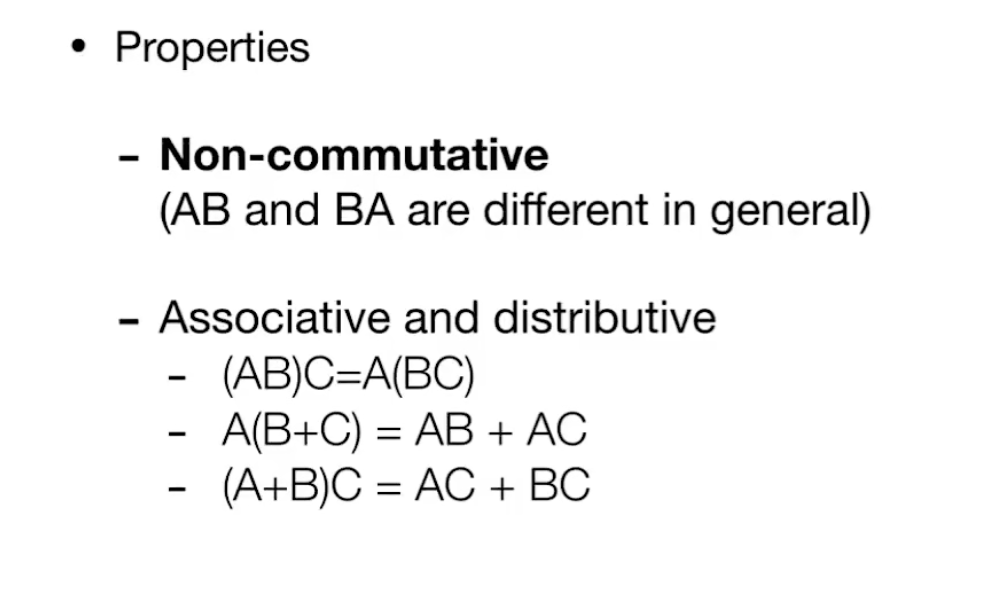 • Properties
- Non-commutative
(AB and BA are different in general)
- Associative and distributive
- (AB)C=A(BC)
- A(B+C) = AB + AC
- (A+B)C = AC + BC